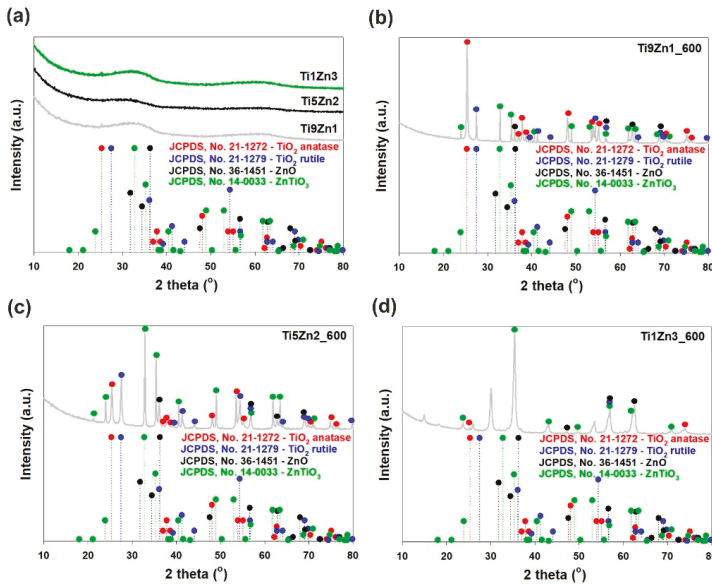 (a)
Intensity (a.u.)
Ti1Zn3
Ti5Zn2
Ti9Zn1
JCPDS, No. 21-1272 - TiO₂ anatase
JCPDS, No. 21-1279 - TiO₂ rutile
JCPDS, No. 36-1451 - ZnO
JCPDS, No. 14-0033 - ZnTiO₃
10 20 30 40 50 60 70 80
2 theta (°)
(b)
Intensity (a.u.)
Ti9Zn1_600
JCPDS, No. 21-1272 - TiO₂ anatase
JCPDS, No. 21-1279 - TiO₂ rutile
JCPDS, No. 36-1451 - ZnO
JCPDS, No. 14-0033 - ZnTiO₃
10 20 30 40 50 60 70 80
2 theta (°)
(c)
Intensity (a.u.)
Ti5Zn2_600
JCPDS, No. 21-1272 - TiO₂ anatase
JCPDS, No. 21-1279 - TiO₂ rutile
JCPDS, No. 36-1451 - ZnO
JCPDS, No. 14-0033 - ZnTiO₃
10 20 30 40 50 60 70 80
2 theta (°)
(d)
Intensity (a.u.)
Ti1Zn3_600
JCPDS, No. 21-1272 - TiO₂ anatase
JCPDS, No. 21-1279 - TiO₂ rutile
JCPDS, No. 36-1451 - ZnO
JCPDS, No. 14-0033 - ZnTiO₃
10 20 30 40 50 60 70 80
2 theta (°)